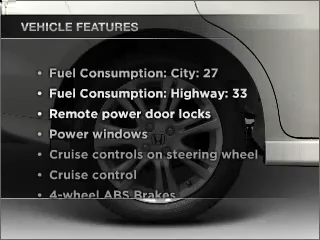 VEHICLE FEATURES
• Fuel Consumption: City: 27
• Fuel Consumption: Highway: 33
• Remote power door locks
• Power windows
• Cruise controls on steering wheel
• Cruise control
• 4-wheel ABS Brakes